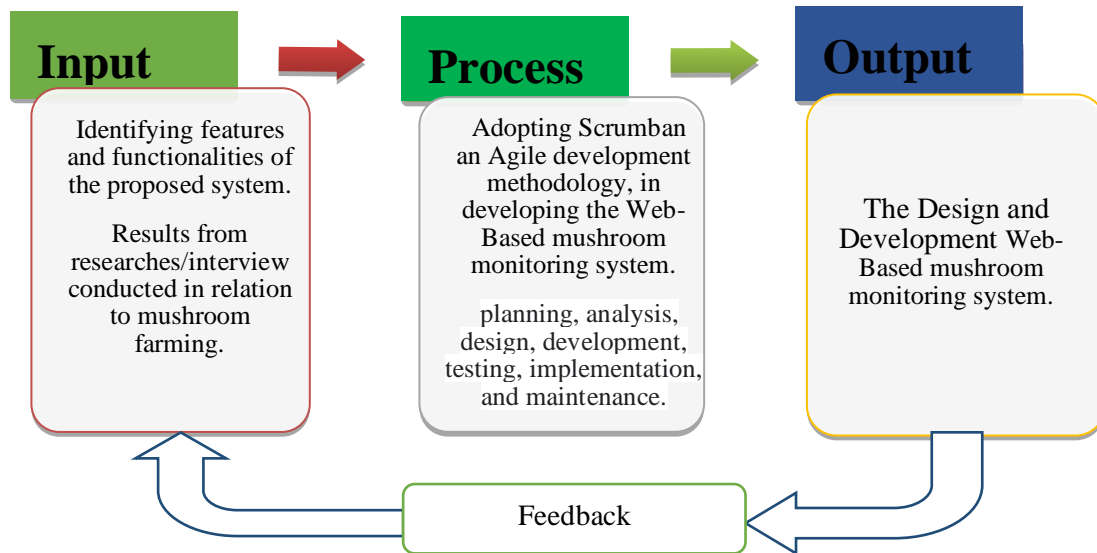 Input
Identifying features
and functionalities of
the proposed system.
Results from
researches/interview
conducted in relation
to mushroom
farming.
Process
Adopting Scrumban
an Agile development
methodology, in
developing the Web-
Based mushroom
monitoring system.
planning, analysis,
design, development,
testing, implementation,
and maintenance.
Output
The Design and
Development Web-
Based mushroom
monitoring system.
Feedback